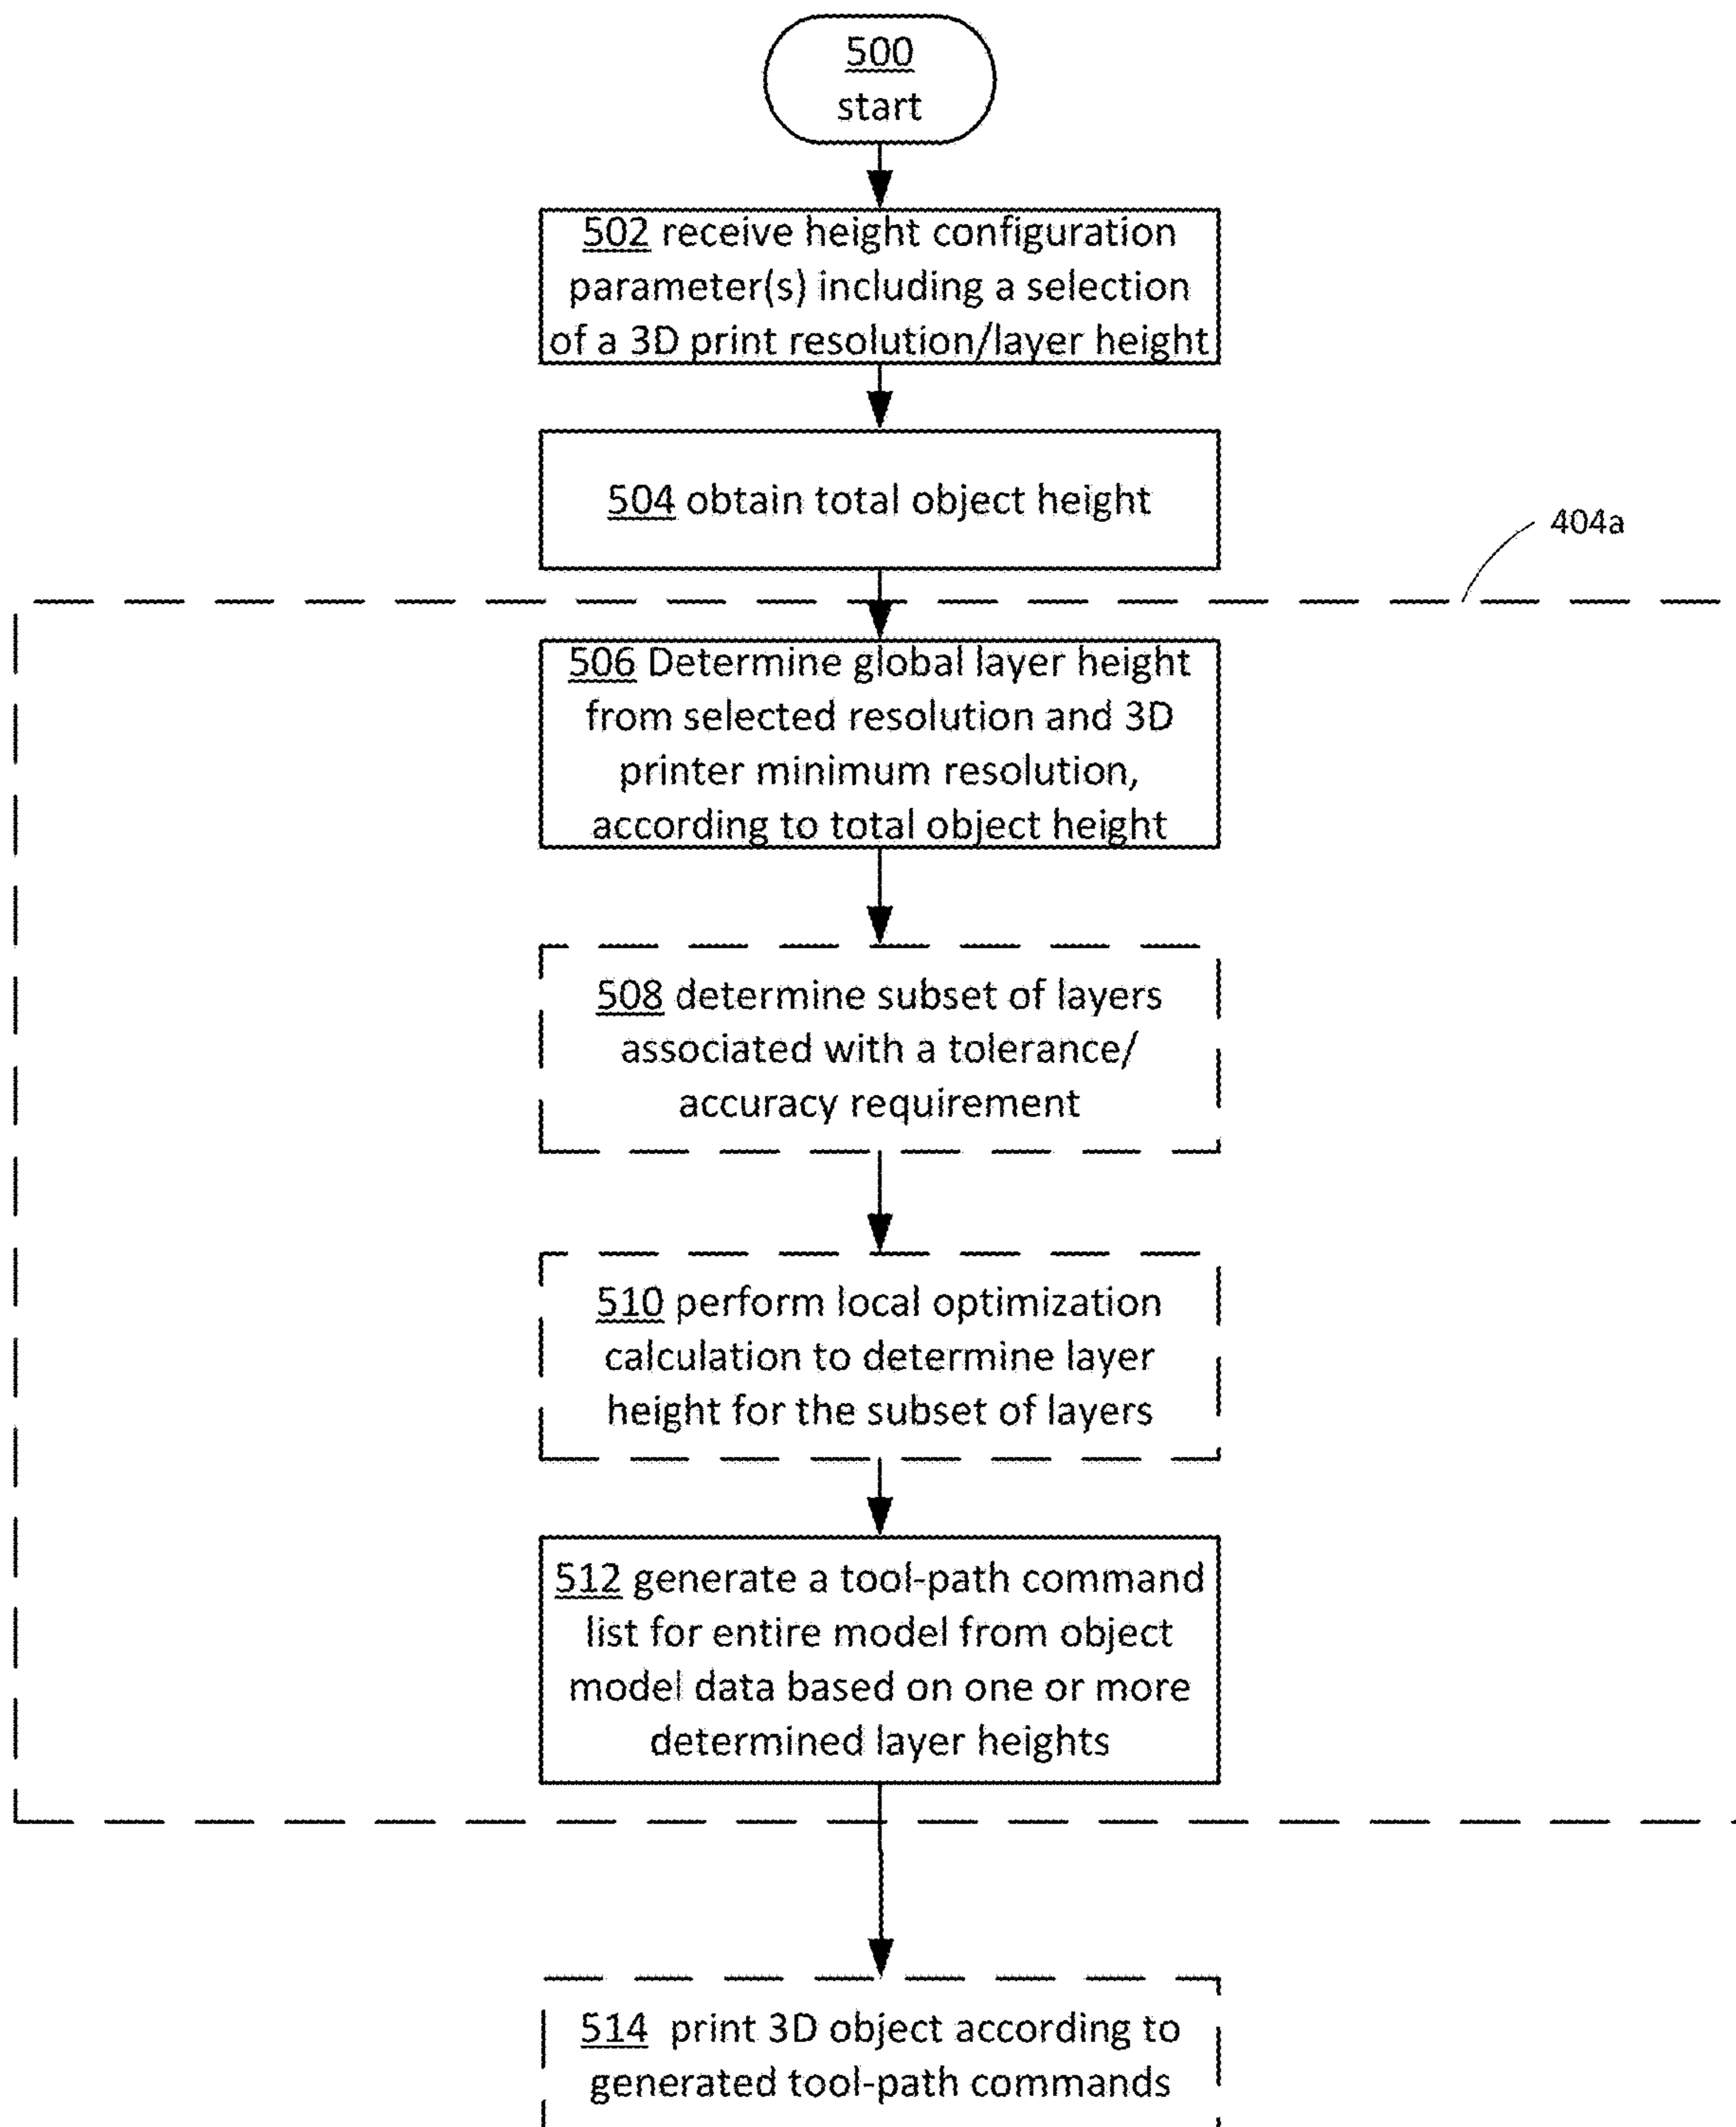 500
start
502 receive height configuration
parameter(s) including a selection
of a 3D print resolution/layer height
504 obtain total object height
404a
506 Determine global layer height
from selected resolution and 3D
printer minimum resolution,
according to total object height
508 determine subset of layers
associated with a tolerance/
accuracy requirement
510 perform local optimization
calculation to determine layer
height for the subset of layers
512 generate a tool-path command
list for entire model from object
model data based on one or more
determined layer heights
514 print 3D object according to
generated tool-path commands